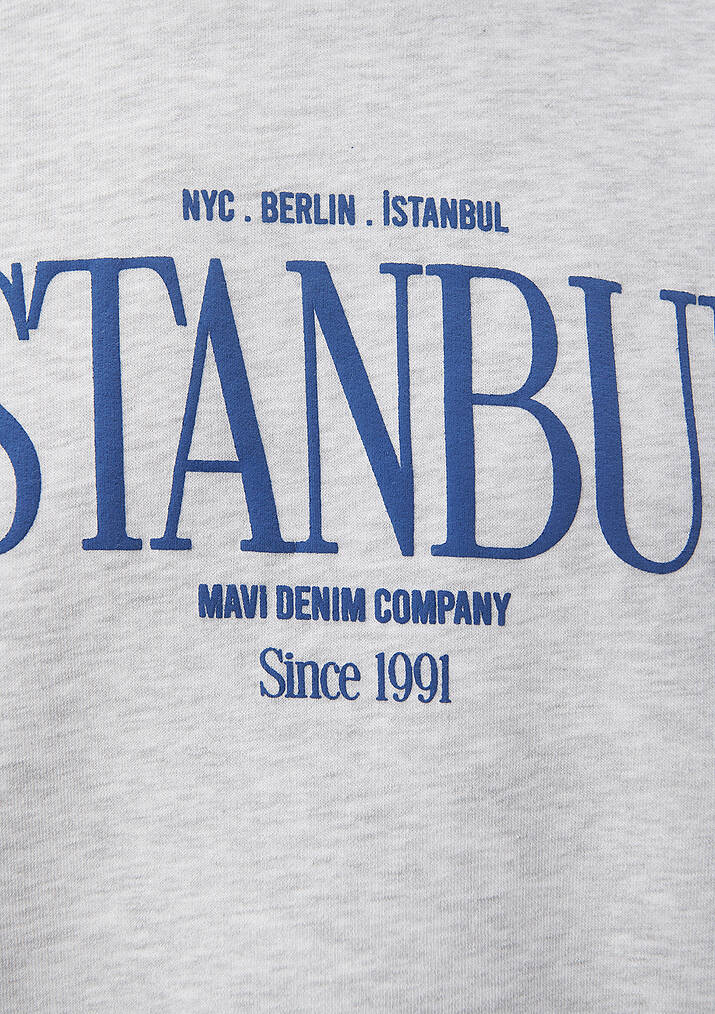 NYC . BERLIN . İSTANBUL
STANBU
MAVI DENIM COMPANY
Since 1991